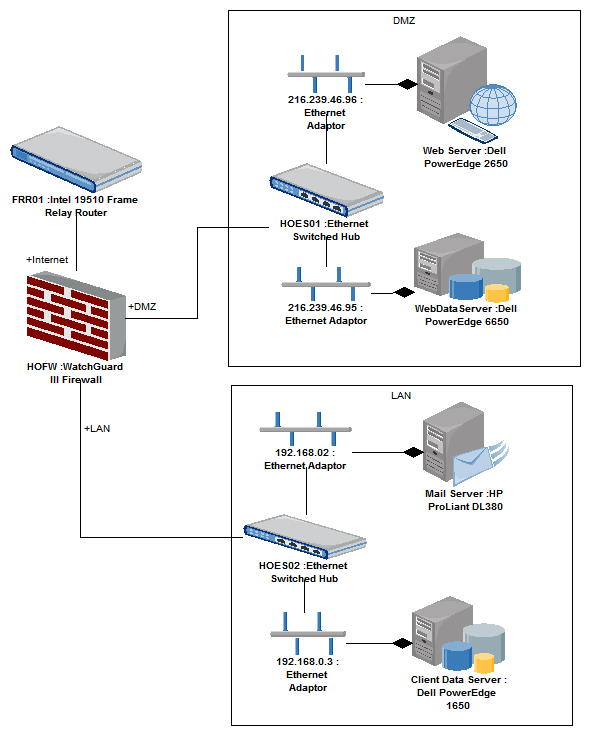 DMZ
216.239.46.96 :
Ethernet
Adaptor
Web Server :Dell
PowerEdge 2650
FRR01 :Intel 19510 Frame
Relay Router
HOES01 :Ethernet
Switched Hub
+Internet
+DMZ
216.239.46.95 :
Ethernet Adaptor
WebDataServer :Dell
PowerEdge 6650
HOFW :WatchGuard
III Firewall
+LAN
LAN
192.168.02 :
Ethernet Adaptor
Mail Server :HP
ProLiant DL380
HOES02 :Ethernet
Switched Hub
192.168.0.3 :
Ethernet
Adaptor
Client Data Server :
Dell PowerEdge
1650